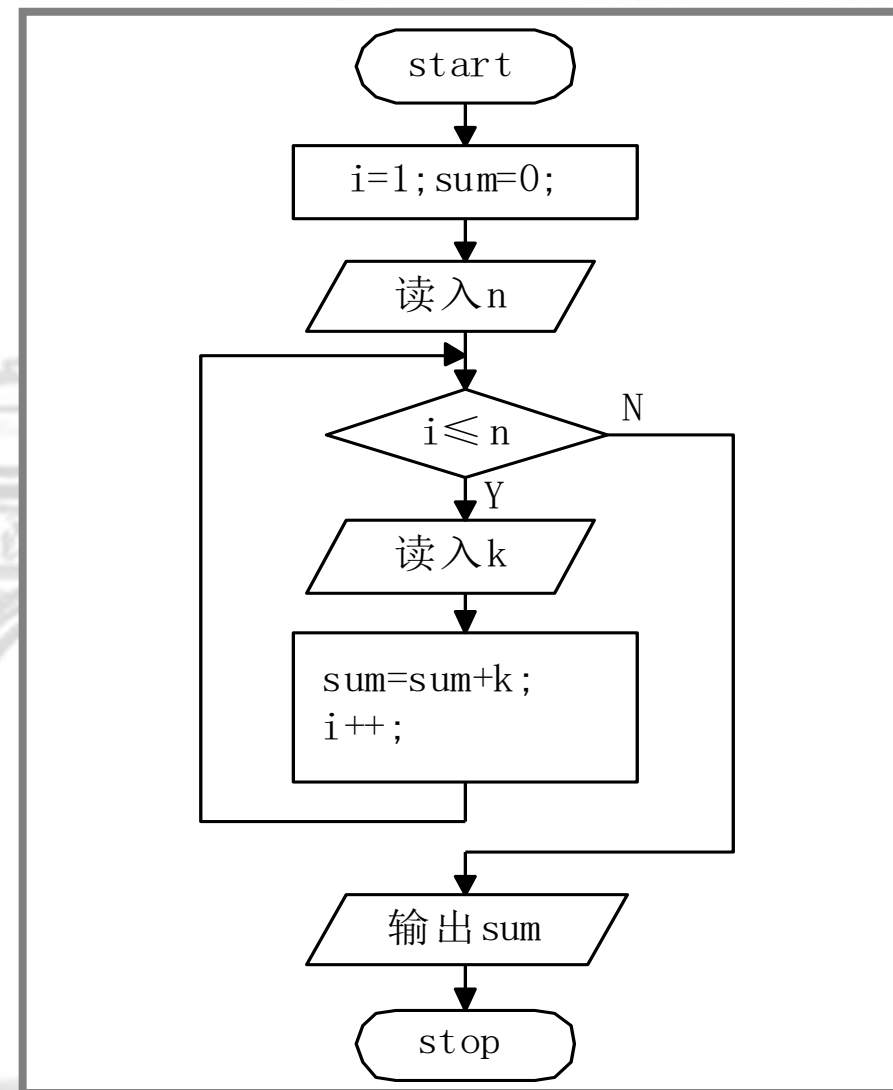 start
i=1;sum=0;
读入n
i≤n
N
Y
读入k
sum=sum+k;
i++;
输出sum
stop